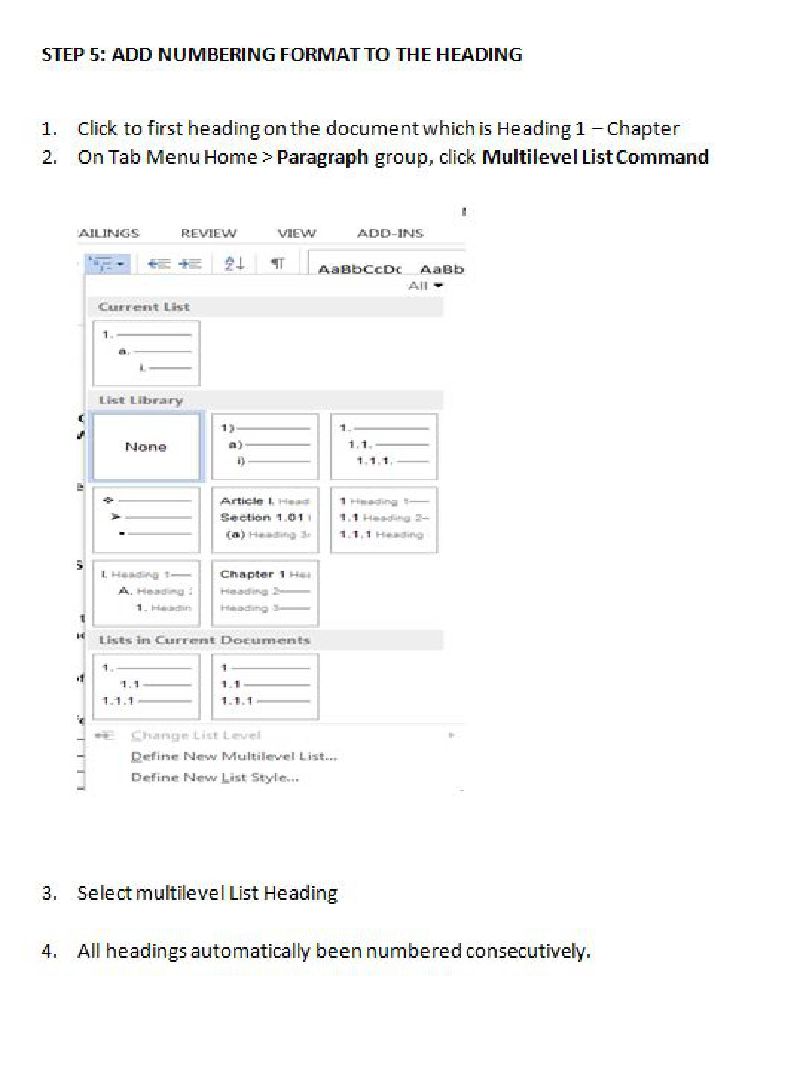 STEP 5: ADD NUMBERING FORMAT TO THE HEADING
1. Click to first heading on the document which is Heading 1 – Chapter
2. On Tab Menu Home > Paragraph group, click Multilevel List Command
AILINGS REVIEW VIEW ADD-INS
AaBbCcDc AaBb
All
Current List
1.
a.
i.
List Library
None
1)
a)
i)
1.
1.1.
1.1.1.
Article I. Head
Section 1.01
(a) Heading 3
1 Heading 1
1.1 Heading 2
1.1.1 Heading
I. Heading 1
A. Heading
1. Headin
Chapter 1 Hea
Heading 2
Heading 3
Lists in Current Documents
1.
1.1
1.1.1
1
1.1
1.1.1
Change List Level
Define New Multilevel List...
Define New List Style...
3. Select multilevel List Heading
4. All headings automatically been numbered consecutively.